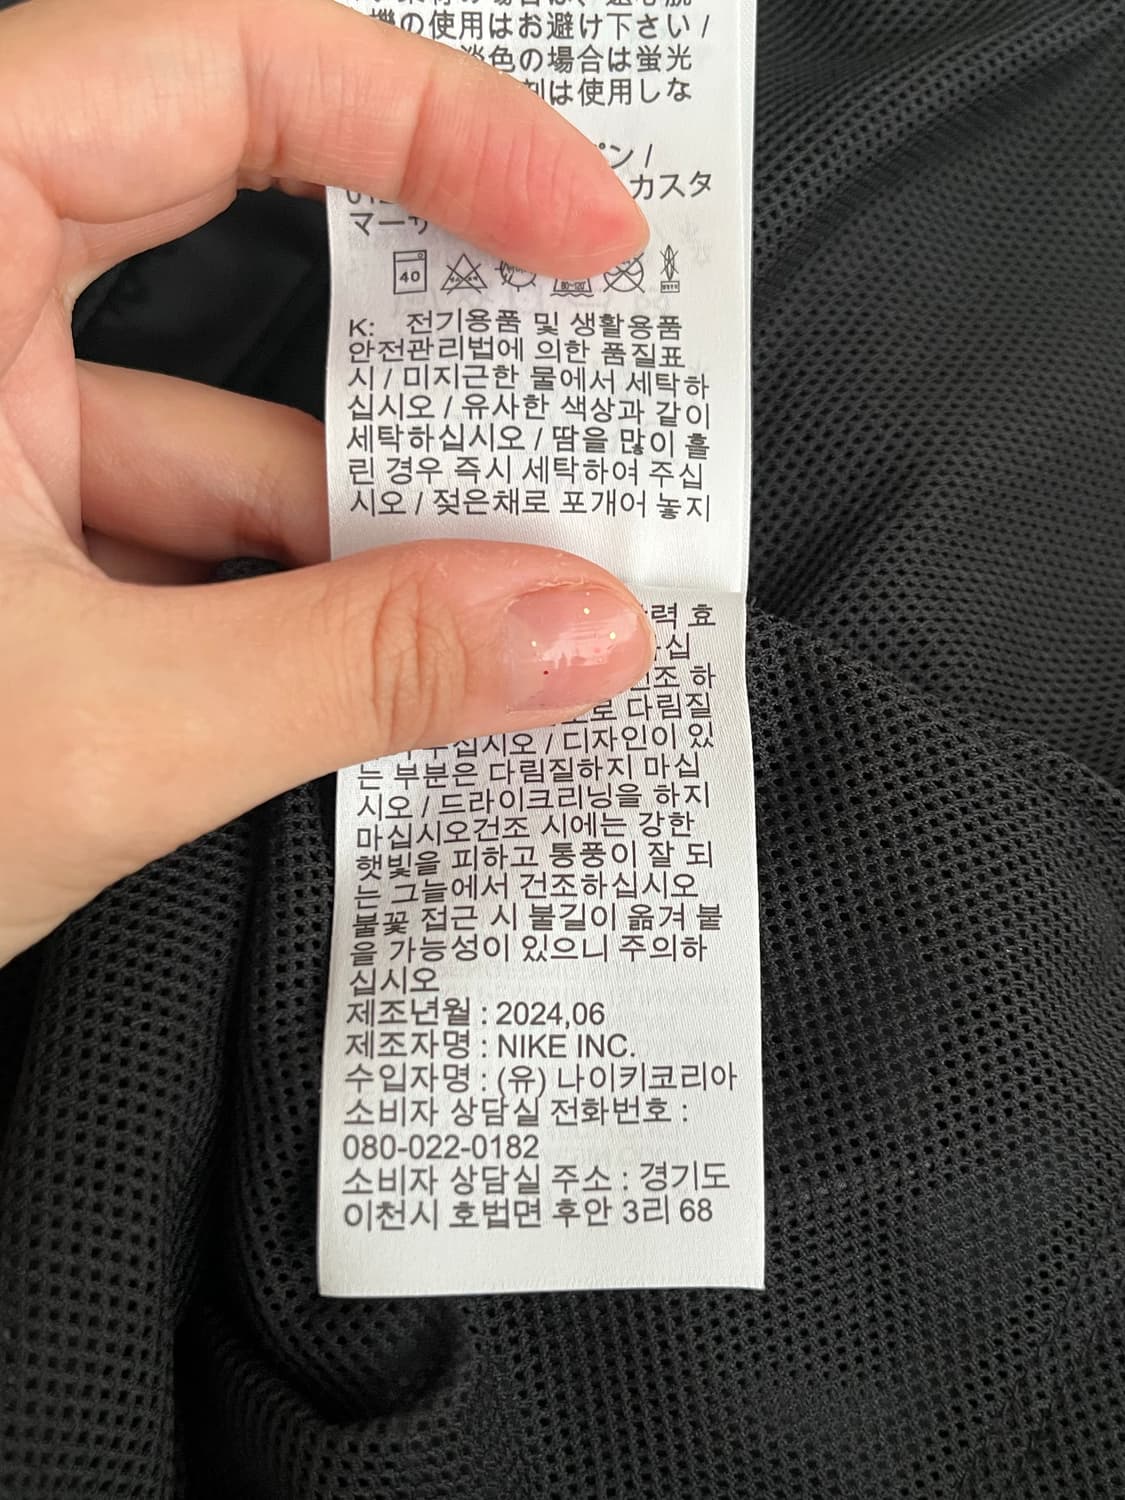 機の使用はお避け下さい /
淡色の場合は蛍光
剤は使用しな
ン /
カスタ
マーサ
40
K: 전기용품 및 생활용품
안전관리법에 의한 품질표
시 / 미지근한 물에서 세탁하
십시오 / 유사한 색상과 같이
세탁하십시오 / 땀을 많이 흘
린 경우 즉시 세탁하여 주십
시오 / 젖은채로 포개어 놓지
력 효
십
건조 하
로 다림질
십시오 / 디자인이 있
는 부분은 다림질하지 마십
시오 / 드라이크리닝을 하지
마십시오건조 시에는 강한
햇빛을 피하고 통풍이 잘 되
는 그늘에서 건조하십시오
불꽃 접근 시 불길이 옮겨 붙
을 가능성이 있으니 주의하
십시오
제조년월 : 2024,06
제조자명 : NIKE INC.
수입자명 : (유) 나이키코리아
소비자 상담실 전화번호 :
080-022-0182
소비자 상담실 주소 : 경기도
이천시 호법면 후안 3리 68